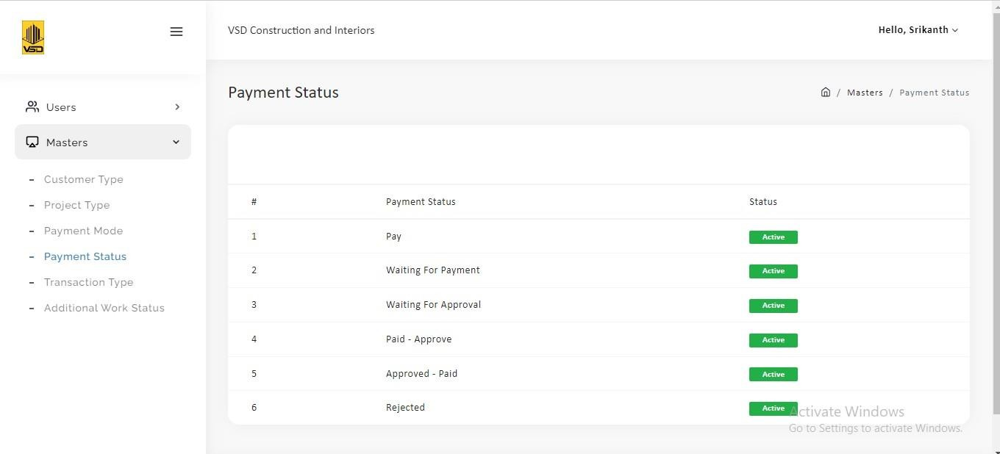 VSD
VSD Construction and Interiors
Hello, Srikanth
Users
Masters
Customer Type
Project Type
Payment Mode
Payment Status
Transaction Type
Additional Work Status
Payment Status
/ Masters / Payment Status
# Payment Status Status
1 Pay Active
2 Waiting For Payment Active
3 Waiting For Approval Active
4 Paid - Approve Active
5 Approved - Paid Active
6 Rejected Active
Activate Windows
Go to Settings to activate Windows.